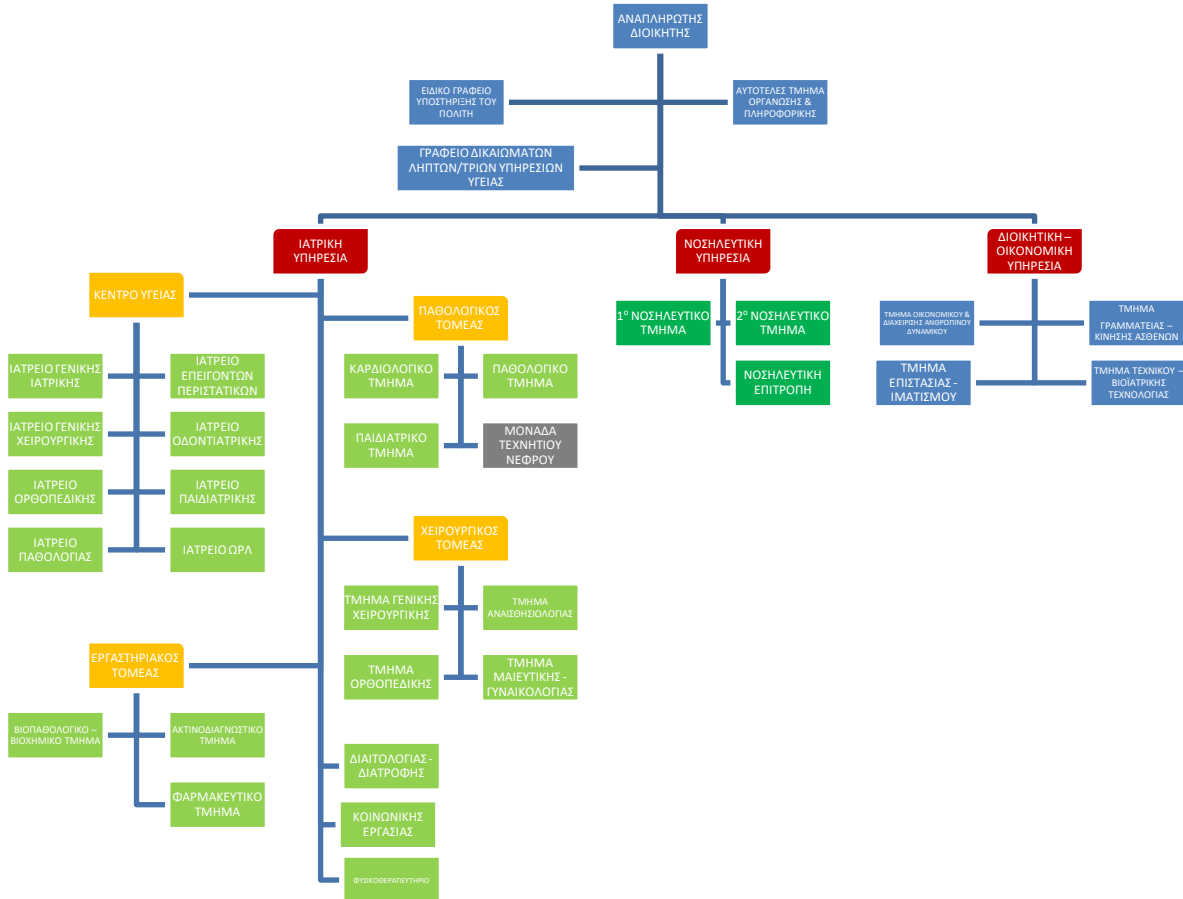 ΑΝΑΠΛΗΡΩΤΗΣ
ΔΙΟΙΚΗΤΗΣ
ΕΙΔΙΚΟ ΓΡΑΦΕΙΟ
ΥΠΟΣΤΗΡΙΞΗΣ ΤΟΥ
ΠΟΛΙΤΗ
ΑΥΤΟΤΕΛΕΣ ΤΜΗΜΑ
ΟΡΓΑΝΩΣΗΣ &
ΠΛΗΡΟΦΟΡΙΚΗΣ
ΓΡΑΦΕΙΟ ΔΙΚΑΙΩΜΑΤΩΝ
ΛΗΠΤΩΝ/ΤΡΙΩΝ ΥΠΗΡΕΣΙΩΝ
ΥΓΕΙΑΣ
ΙΑΤΡΙΚΗ
ΥΠΗΡΕΣΙΑ
ΝΟΣΗΛΕΥΤΙΚΗ
ΥΠΗΡΕΣΙΑ
ΔΙΟΙΚΗΤΙΚΗ –
ΟΙΚΟΝΟΜΙΚΗ
ΥΠΗΡΕΣΙΑ
ΚΕΝΤΡΟ ΥΓΕΙΑΣ
ΙΑΤΡΕΙΟ ΓΕΝΙΚΗΣ
ΙΑΤΡΙΚΗΣ
ΙΑΤΡΕΙΟ
ΕΠΕΙΓΟΝΤΩΝ
ΠΕΡΙΣΤΑΤΙΚΩΝ
ΙΑΤΡΕΙΟ ΓΕΝΙΚΗΣ
ΧΕΙΡΟΥΡΓΙΚΗΣ
ΙΑΤΡΕΙΟ
ΟΔΟΝΤΙΑΤΡΙΚΗΣ
ΙΑΤΡΕΙΟ
ΟΡΘΟΠΕΔΙΚΗΣ
ΙΑΤΡΕΙΟ
ΠΑΙΔΙΑΤΡΙΚΗΣ
ΙΑΤΡΕΙΟ
ΠΑΘΟΛΟΓΙΑΣ
ΙΑΤΡΕΙΟ ΩΡΛ
ΠΑΘΟΛΟΓΙΚΟΣ
ΤΟΜΕΑΣ
ΚΑΡΔΙΟΛΟΓΙΚΟ
ΤΜΗΜΑ
ΠΑΘΟΛΟΓΙΚΟ
ΤΜΗΜΑ
ΠΑΙΔΙΑΤΡΙΚΟ
ΤΜΗΜΑ
ΜΟΝΑΔΑ
ΤΕΧΝΗΤΙΟΥ
ΝΕΦΡΟΥ
1º ΝΟΣΗΛΕΥΤΙΚΟ
ΤΜΗΜΑ
2º ΝΟΣΗΛΕΥΤΙΚΟ
ΤΜΗΜΑ
ΝΟΣΗΛΕΥΤΙΚΗ
ΕΠΙΤΡΟΠΗ
ΤΜΗΜΑ ΟΙΚΟΝΟΜΙΚΟΥ &
ΔΙΑΧΕΙΡΙΣΗΣ ΑΝΘΡΩΠΙΝΟΥ
ΔΥΝΑΜΙΚΟΥ
ΤΜΗΜΑ
ΓΡΑΜΜΑΤΕΙΑΣ –
ΚΙΝΗΣΗΣ ΑΣΘΕΝΩΝ
ΤΜΗΜΑ
ΕΠΙΣΤΑΣΙΑΣ -
ΙΜΑΤΙΣΜΟΥ
ΤΜΗΜΑ ΤΕΧΝΙΚΟΥ –
ΒΙΟΪΑΤΡΙΚΗΣ
ΤΕΧΝΟΛΟΓΙΑΣ
ΧΕΙΡΟΥΡΓΙΚΟΣ
ΤΟΜΕΑΣ
ΤΜΗΜΑ ΓΕΝΙΚΗΣ
ΧΕΙΡΟΥΡΓΙΚΗΣ
ΤΜΗΜΑ
ΑΝΑΙΣΘΗΣΙΟΛΟΓΙΑΣ
ΤΜΗΜΑ
ΟΡΘΟΠΕΔΙΚΗΣ
ΤΜΗΜΑ
ΜΑΙΕΥΤΙΚΗΣ -
ΓΥΝΑΙΚΟΛΟΓΙΑΣ
ΕΡΓΑΣΤΗΡΙΑΚΟΣ
ΤΟΜΕΑΣ
ΒΙΟΠΑΘΟΛΟΓΙΚΟ –
ΒΙΟΧΗΜΙΚΟ ΤΜΗΜΑ
ΑΚΤΙΝΟΔΙΑΓΝΩΣΤΙΚΟ
ΤΜΗΜΑ
ΦΑΡΜΑΚΕΥΤΙΚΟ
ΤΜΗΜΑ
ΔΙΑΙΤΟΛΟΓΙΑΣ -
ΔΙΑΤΡΟΦΗΣ
ΚΟΙΝΩΝΙΚΗΣ
ΕΡΓΑΣΙΑΣ
ΦΥΣΙΚΟΘΕΡΑΠΕΥΤΗΡΙΟ